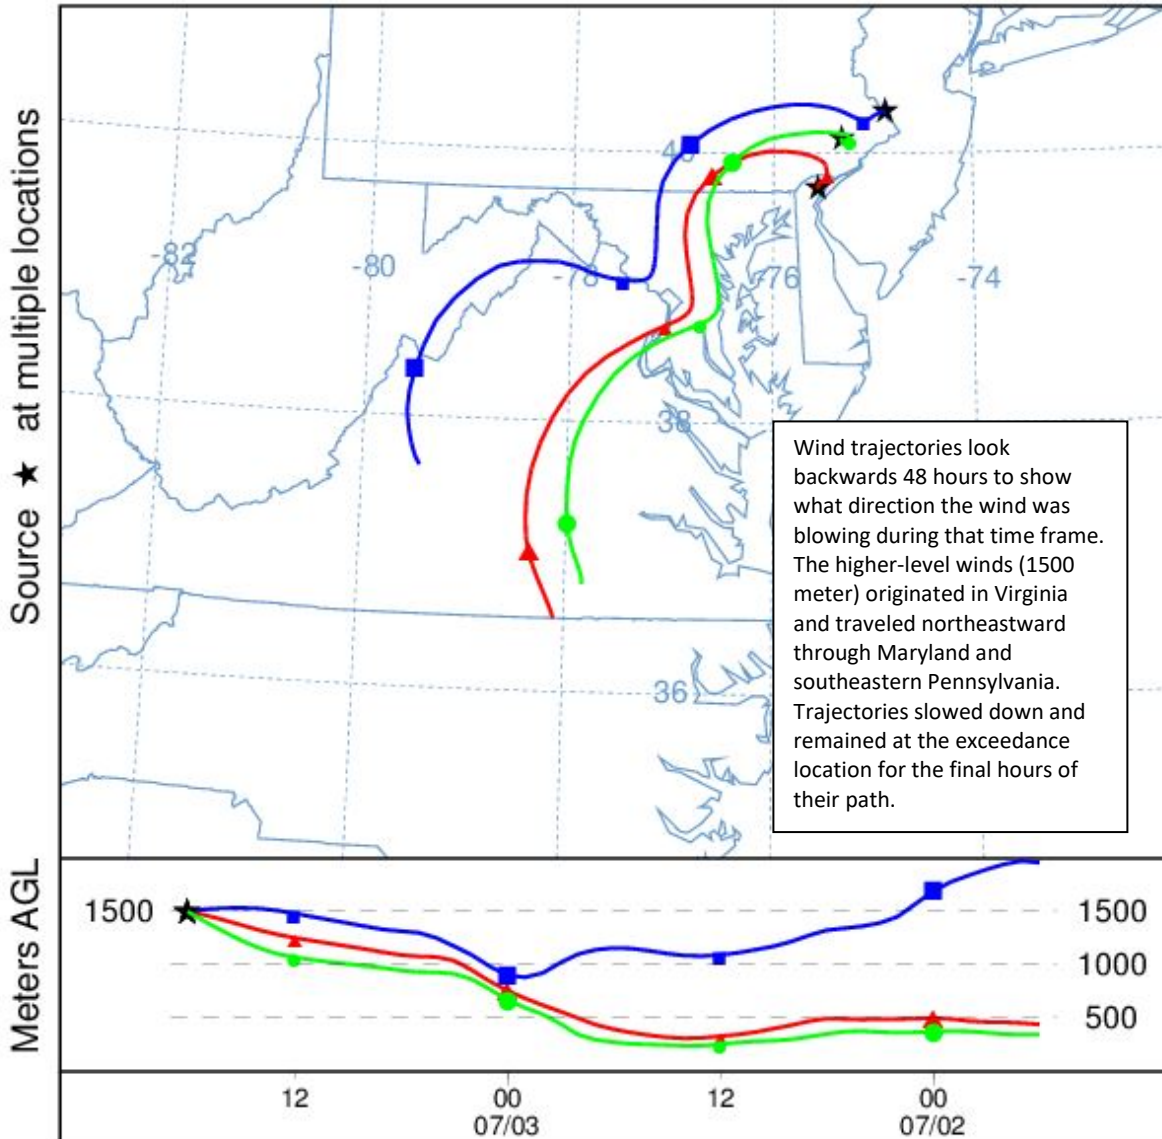 Source ★ at multiple locations
40
-82
-80
-78
-76
-74
38
36
Wind trajectories look
backwards 48 hours to show
what direction the wind was
blowing during that time frame.
The higher-level winds (1500
meter) originated in Virginia
and traveled northeastward
through Maryland and
southeastern Pennsylvania.
Trajectories slowed down and
remained at the exceedance
location for the final hours of
their path.
Meters AGL
1500
1500
1000
500
12
00
12
00
07/03
07/02